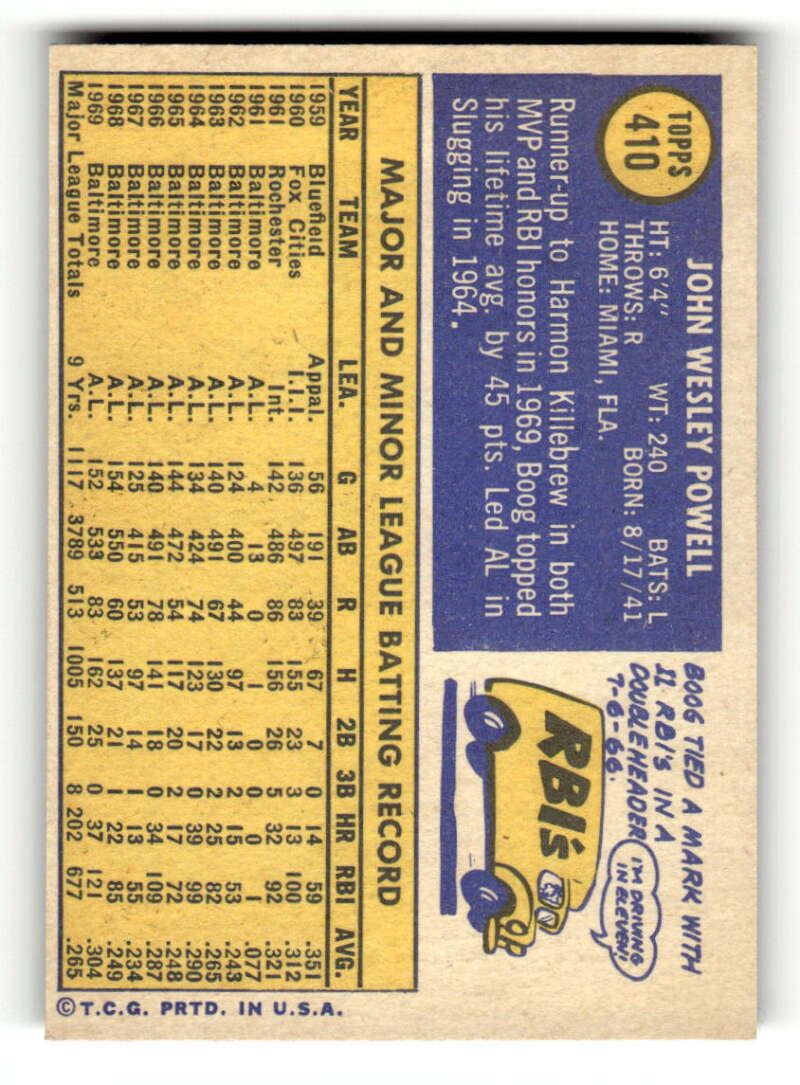 TOPPS
410
JOHN WESLEY POWELL
HT: 6'4" WT: 240 BATS: L
THROWS: R BORN: 8/17/41
HOME: MIAMI, FLA.
Runner-up to Harmon Killebrew in both
MVP and RBI honors in 1969, Boog topped
his lifetime avg. by 45 pts. Led AL in
Slugging in 1964.
BOOG TIED A MARK WITH
11 RBI'S IN A
DOUBLEHEADER
7-6-66.
I'M DRIVING
IN ELEVEN!
RBI's
MAJOR AND MINOR LEAGUE BATTING RECORD
YEAR TEAM LEA. G AB R H 2B 3B HR RBI AVG.
1959 Bluefield Appal. 56 191 39 67 7 0 14 59 .351
1960 Fox Cities I.I.I. 136 497 83 155 23 3 13 100 .312
1961 Rochester Int. 142 486 86 156 26 5 32 92 .321
1961 Baltimore A.L. 4 13 0 1 0 0 0 1 .077
1962 Baltimore A.L. 124 400 44 97 13 2 15 53 .243
1963 Baltimore A.L. 140 491 67 130 22 2 25 82 .265
1964 Baltimore A.L. 134 424 74 123 17 0 39 99 .290
1965 Baltimore A.L. 144 472 54 117 20 2 17 72 .248
1966 Baltimore A.L. 140 491 78 141 18 0 34 109 .287
1967 Baltimore A.L. 125 415 53 97 14 1 13 55 .234
1968 Baltimore A.L. 154 550 60 137 21 1 22 85 .249
1969 Baltimore A.L. 152 533 83 162 25 0 37 121 .304
Major League Totals 9 Yrs. 1117 3789 513 1005 150 8 202 677 .265
© T.C.G. PRTD. IN U.S.A.